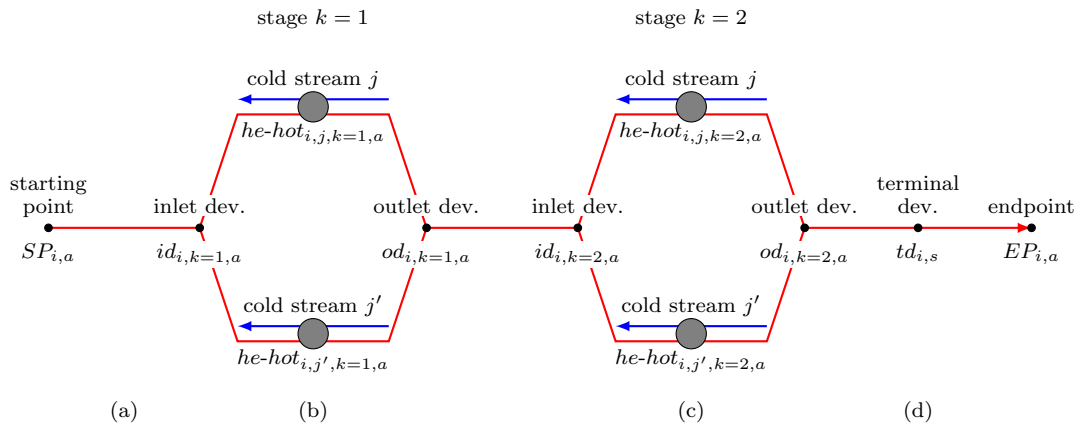 stage k = 1
stage k = 2
cold stream j
cold stream j
he-hot_{i,j,k=1,a}
he-hot_{i,j,k=2,a}
starting
point
inlet dev.
outlet dev.
inlet dev.
outlet dev.
terminal
dev.
endpoint
SP_{i,a}
id_{i,k=1,a}
od_{i,k=1,a}
id_{i,k=2,a}
od_{i,k=2,a}
td_{i,s}
EP_{i,a}
cold stream j′
cold stream j′
he-hot_{i,j′,k=1,a}
he-hot_{i,j′,k=2,a}
(a)
(b)
(c)
(d)